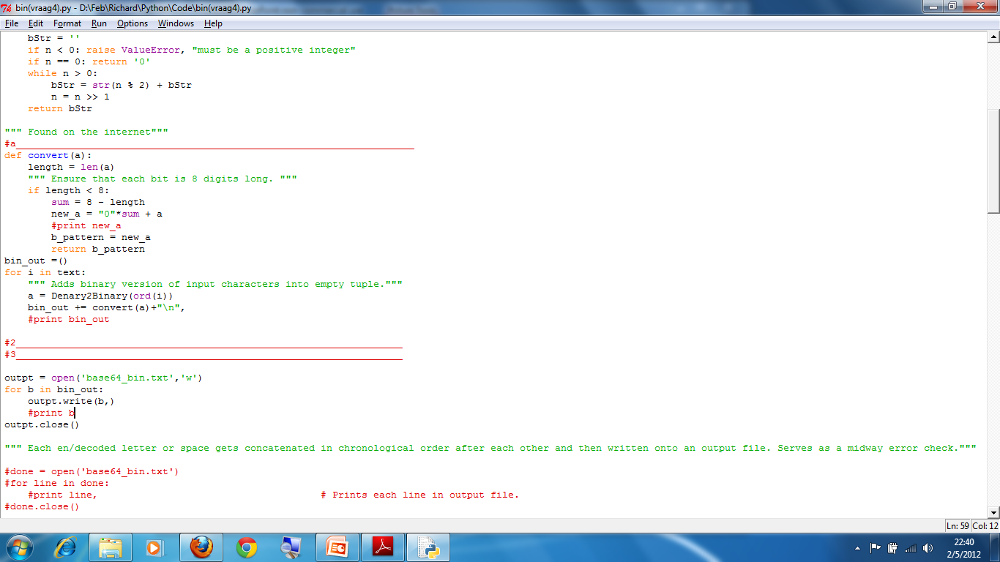 bin(vraag4).py - D:\Feb\Richard\Python\Code\bin(vraag4).py
File Edit Format Run Options Windows Help
    bStr = ''
    if n < 0: raise ValueError, "must be a positive integer"
    if n == 0: return '0'
    while n > 0:
        bStr = str(n % 2) + bStr
        n = n >> 1
    return bStr

""" Found on the internet"""
#a____________________________________________________________________
def convert(a):
    length = len(a)
    """ Ensure that each bit is 8 digits long. """
    if length < 8:
        sum = 8 - length
        new_a = "0"*sum + a
        #print new_a
        b_pattern = new_a
        return b_pattern
bin_out =()
for i in text:
    """ Adds binary version of input characters into empty tuple."""
    a = Denary2Binary(ord(i))
    bin_out += convert(a)+"\n",
    #print bin_out

#2__________________________________________________________________
#3__________________________________________________________________

outpt = open('base64_bin.txt','w')
for b in bin_out:
    outpt.write(b,)
    #print b
outpt.close()

""" Each en/decoded letter or space gets concatenated in chronological order after each other and then written onto an output file. Serves as a midway error check."""

#done = open('base64_bin.txt')
#for line in done:
    #print line,                                      # Prints each line in output file.
#done.close()
Ln: 59 Col: 12
22:40
2/5/2012